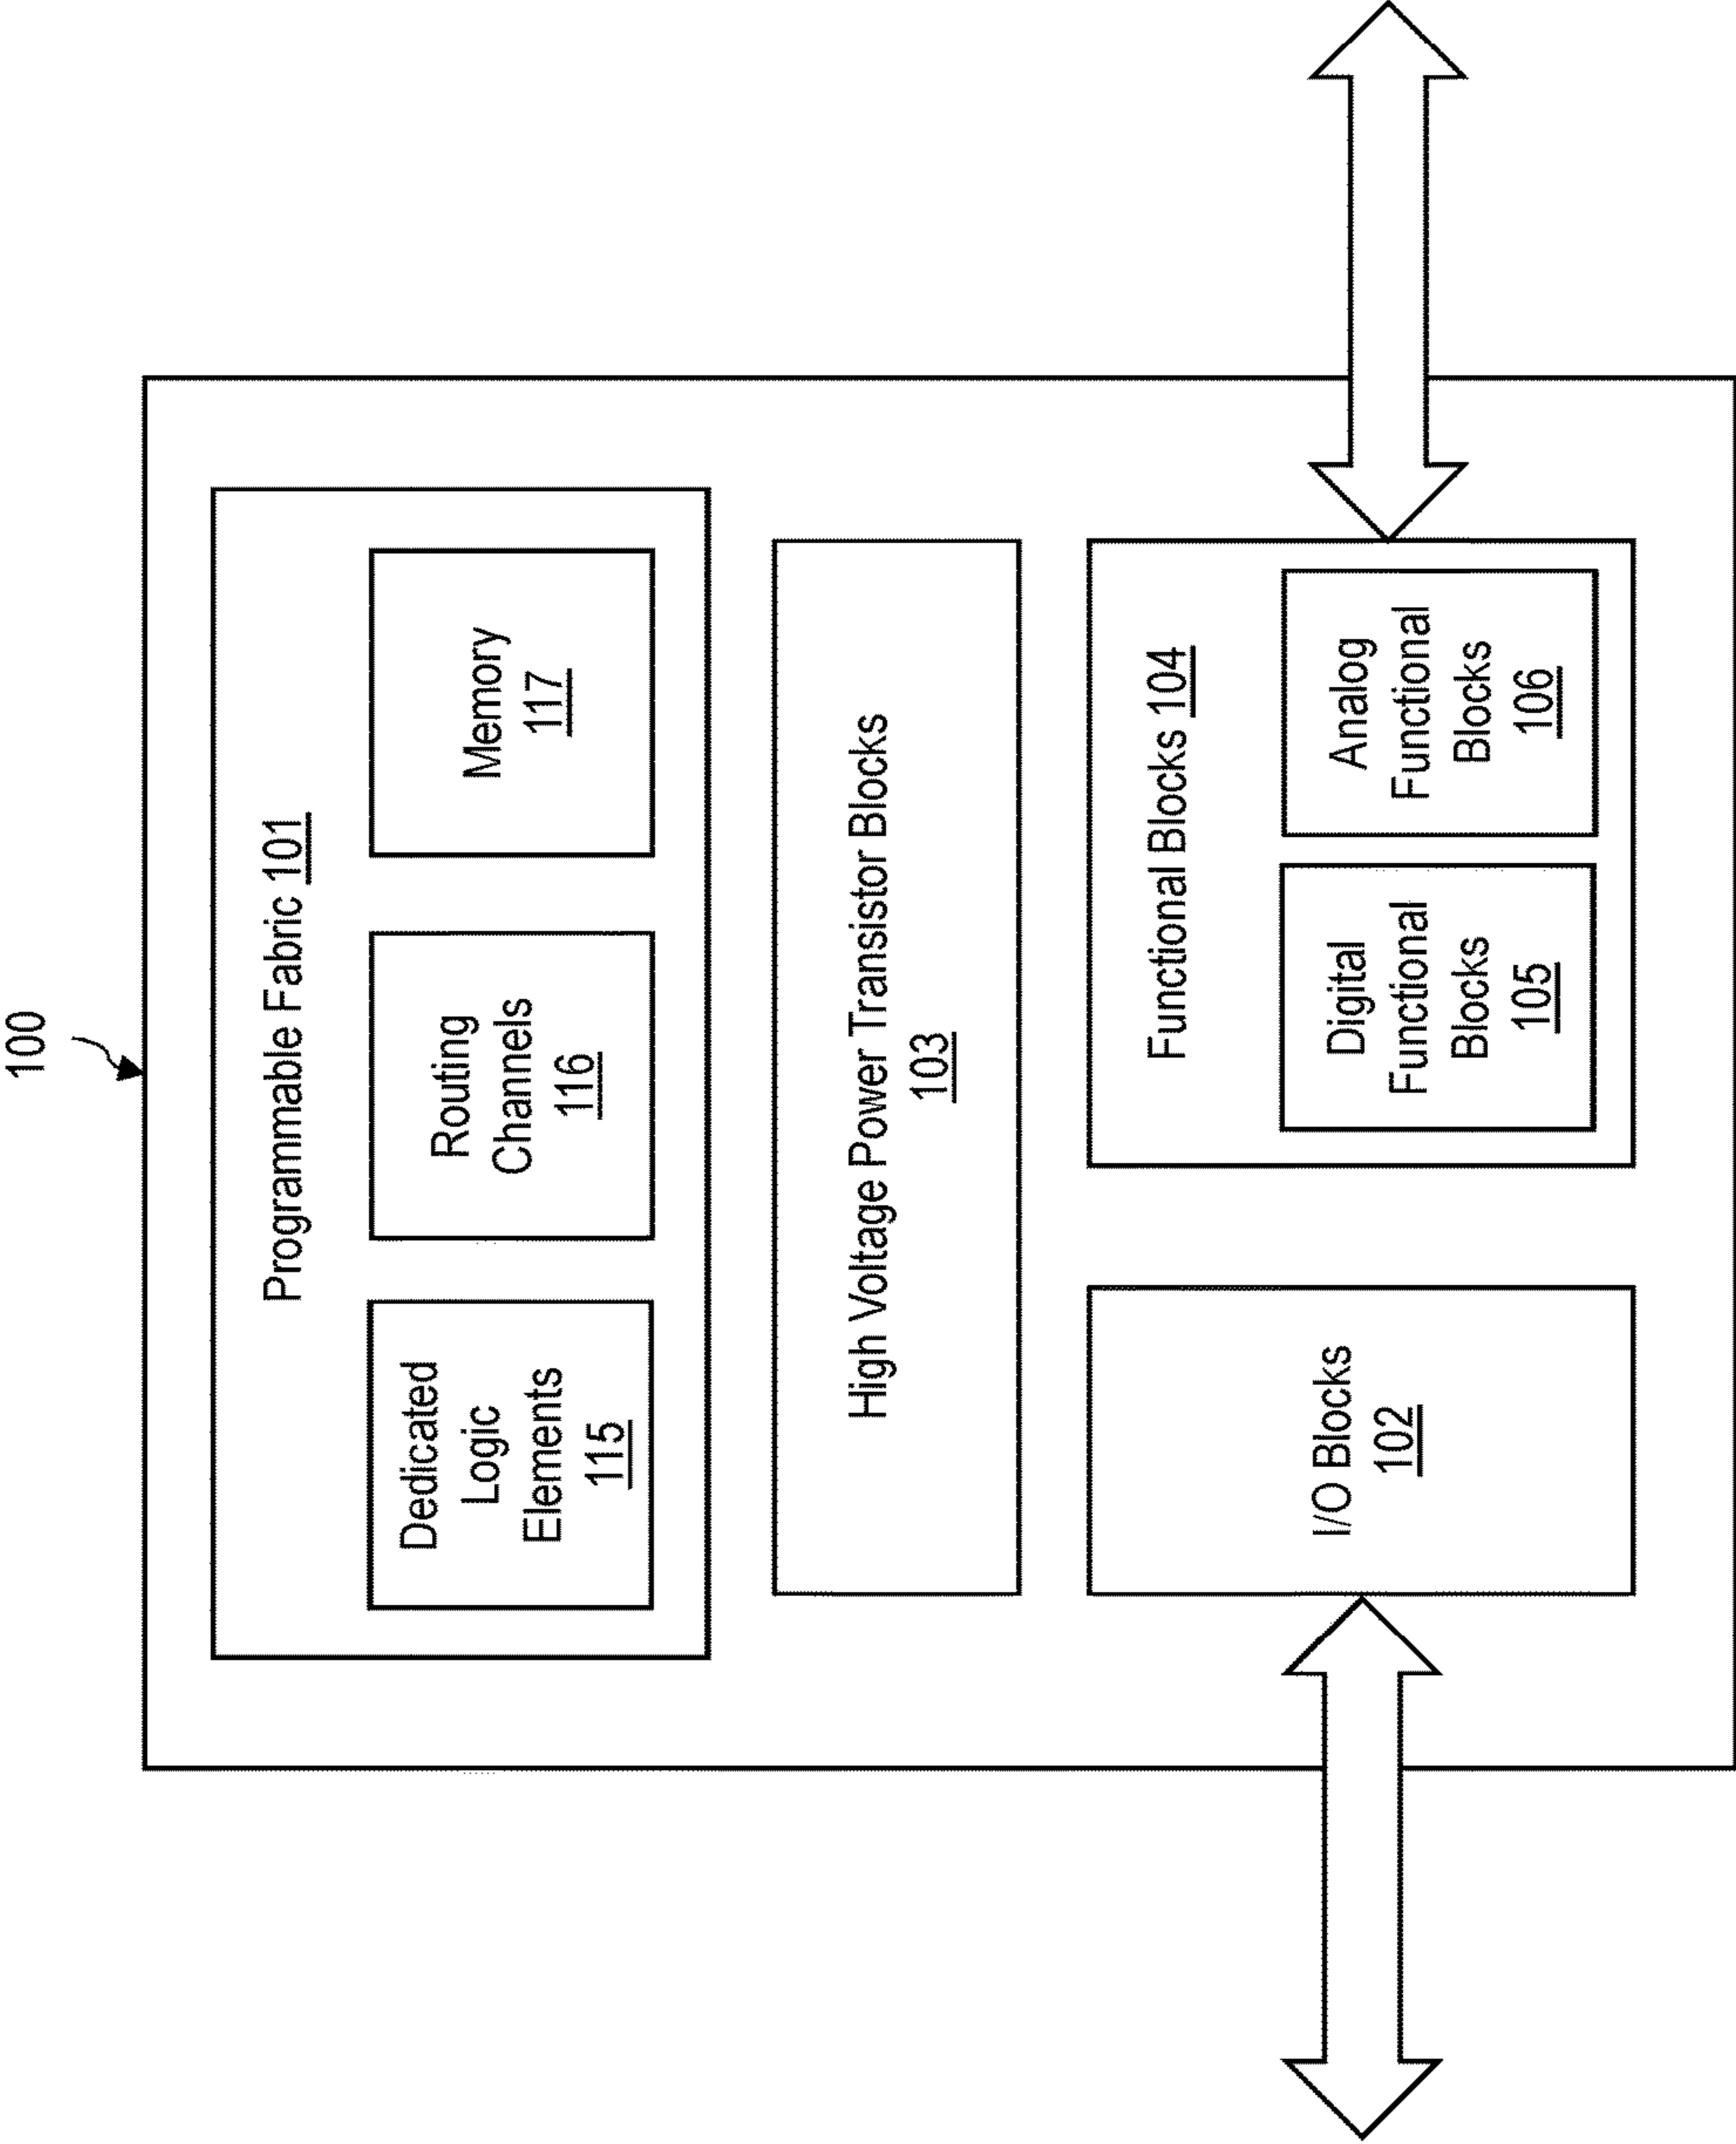 100
Programmable Fabric 101
Dedicated
Logic
Elements
115
Routing
Channels
116
Memory
117
High Voltage Power Transistor Blocks
103
I/O Blocks
102
Functional Blocks 104
Digital
Functional
Blocks
105
Analog
Functional
Blocks
106